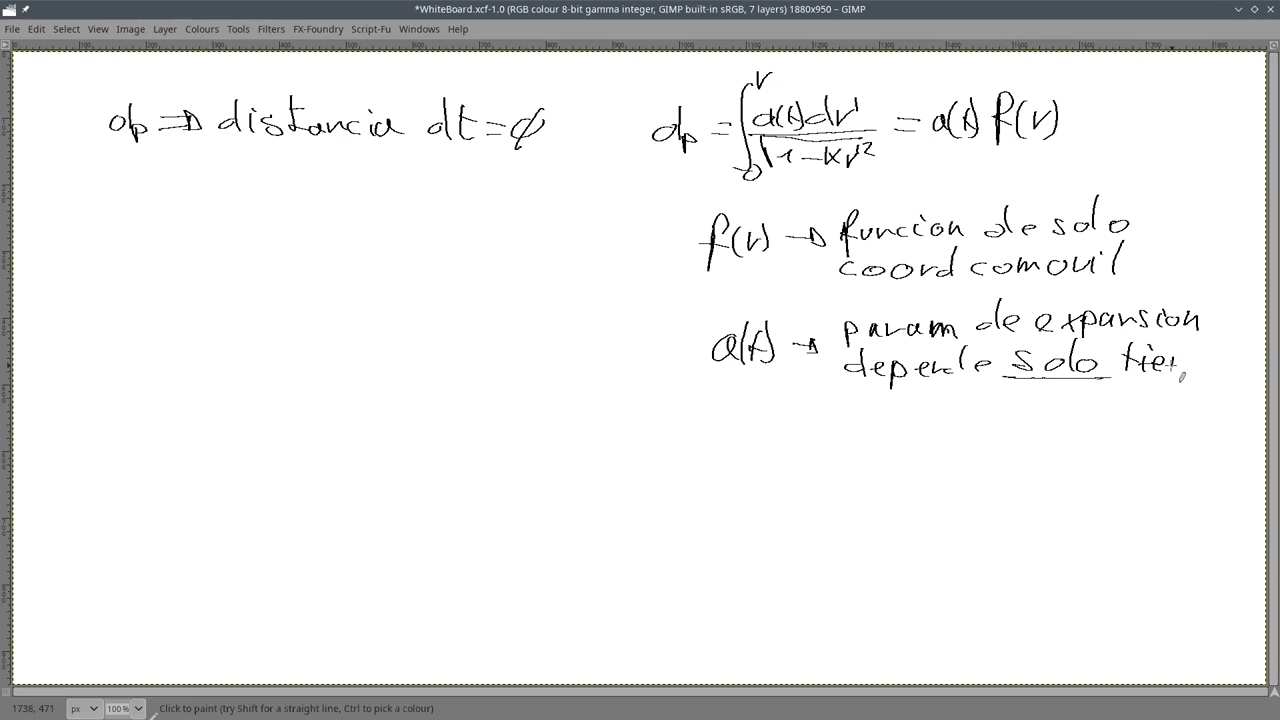 *WhiteBoard.xcf-1.0 (RGB colour 8-bit gamma integer, GIMP built-in sRGB, 7 layers) 1880x950 – GIMP
File Edit Select View Image Layer Colours Tools Filters FX-Foundry Script-Fu Windows Help
dp ⇒ distancia dt = ∅
dp = ∫₀ʳ a(t)dr' / √(1 - kr'²) = a(t) f(r)
f(r) → funcion de solo
coord comovil
a(t) → param de expansion
depende solo tiem
1738, 471 px 100% Click to paint (try Shift for a straight line, Ctrl to pick a colour)